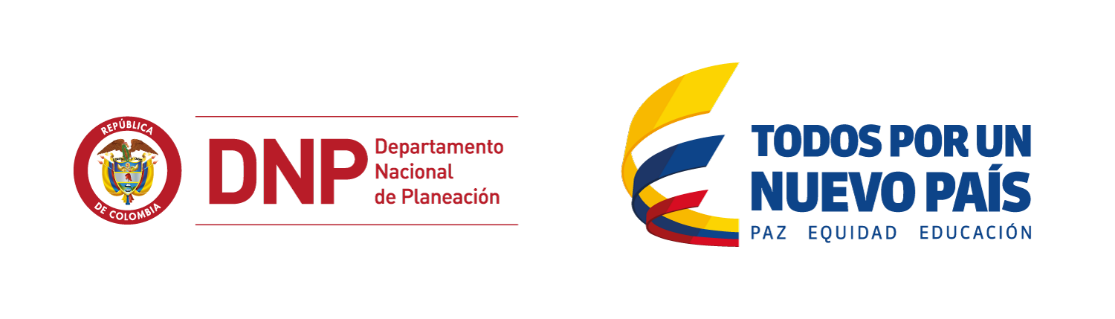 REPÚBLICA
DE COLOMBIA
DNP
Departamento
Nacional
de Planeación
TODOS POR UN
NUEVO PAÍS
PAZ EQUIDAD EDUCACIÓN